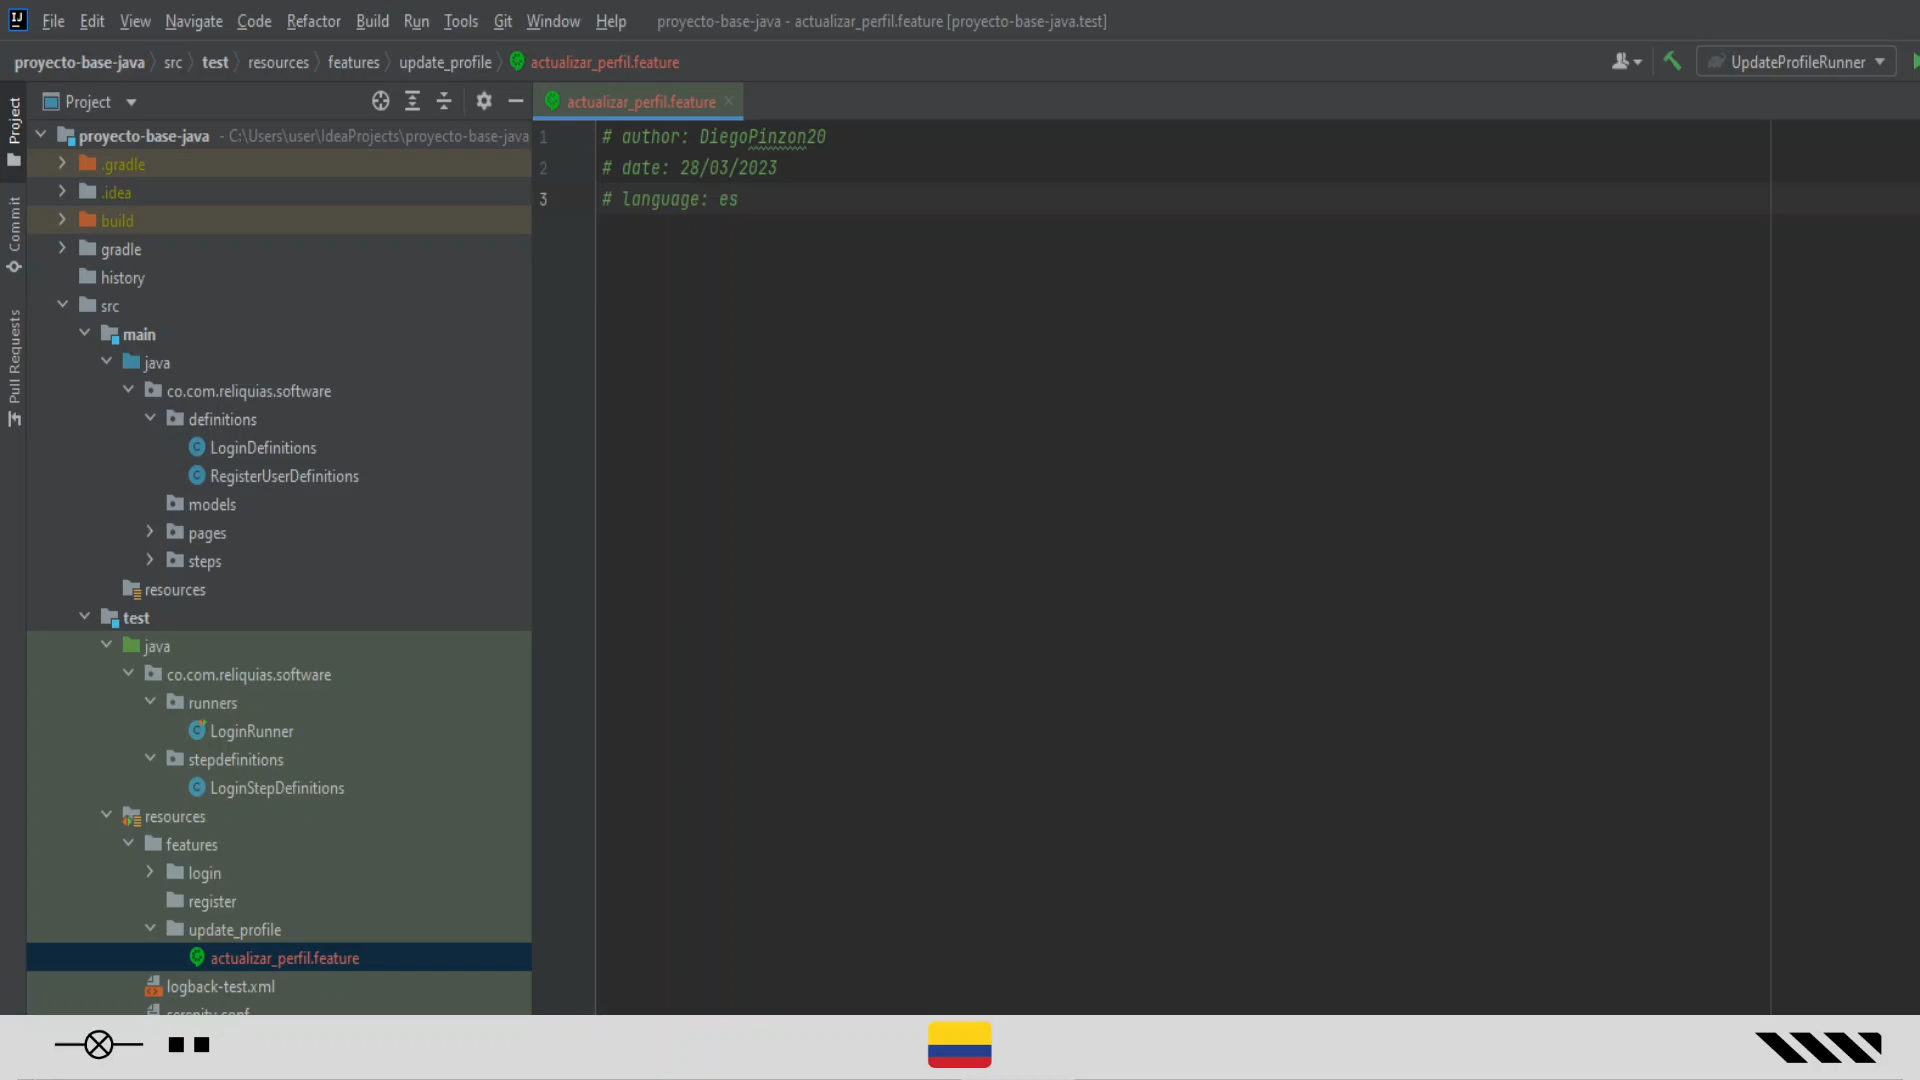 File Edit View Navigate Code Refactor Build Run Tools Git Window Help proyecto-base-java - actualizar_perfil.feature [proyecto-base-java.test]
proyecto-base-java src test resources features update_profile actualizar_perfil.feature UpdateProfileRunner
Project
Commit
Pull Requests
Project
proyecto-base-java - C:\Users\user\IdeaProjects\proyecto-base-java
.gradle
.idea
build
gradle
history
src
main
java
co.com.reliquias.software
definitions
LoginDefinitions
RegisterUserDefinitions
models
pages
steps
resources
test
java
co.com.reliquias.software
runners
LoginRunner
stepdefinitions
LoginStepDefinitions
resources
features
login
register
update_profile
actualizar_perfil.feature
logback-test.xml
serenity.conf
actualizar_perfil.feature
1 # author: DiegoPinzon20
2 # date: 28/03/2023
3 # language: es